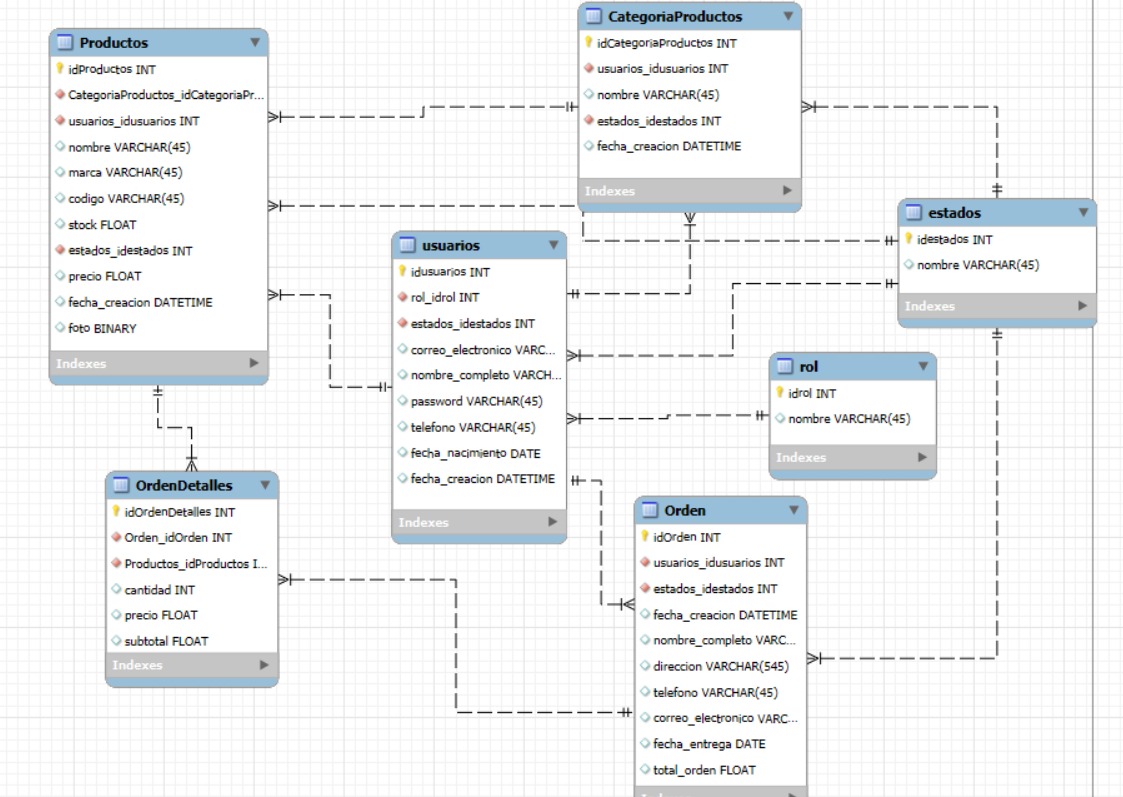 Productos
idProductos INT
CategoriaProductos_idCategoriaPr...
usuarios_idusuarios INT
nombre VARCHAR(45)
marca VARCHAR(45)
codigo VARCHAR(45)
stock FLOAT
estados_idestados INT
precio FLOAT
fecha_creacion DATETIME
foto BINARY
Indexes
CategoriaProductos
idCategoriaProductos INT
usuarios_idusuarios INT
nombre VARCHAR(45)
estados_idestados INT
fecha_creacion DATETIME
Indexes
estados
idestados INT
nombre VARCHAR(45)
Indexes
usuarios
idusuarios INT
rol_idrol INT
estados_idestados INT
correo_electronico VARC...
nombre_completo VARCH...
password VARCHAR(45)
telefono VARCHAR(45)
fecha_nacimiento DATE
fecha_creacion DATETIME
Indexes
rol
idrol INT
nombre VARCHAR(45)
Indexes
OrdenDetalles
idOrdenDetalles INT
Orden_idOrden INT
Productos_idProductos I...
cantidad INT
precio FLOAT
subtotal FLOAT
Indexes
Orden
idOrden INT
usuarios_idusuarios INT
estados_idestados INT
fecha_creacion DATETIME
nombre_completo VARC...
direccion VARCHAR(545)
telefono VARCHAR(45)
correo_electronico VARC...
fecha_entrega DATE
total_orden FLOAT